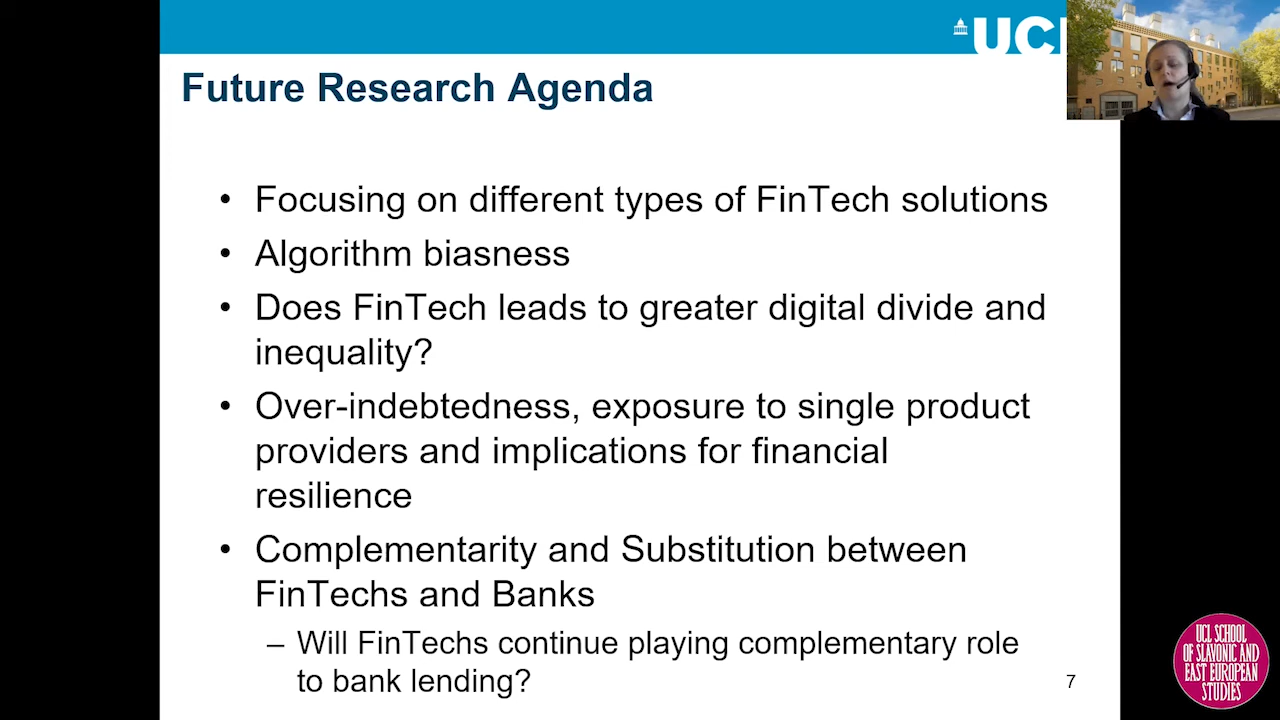 UCL
Future Research Agenda
• Focusing on different types of FinTech solutions
• Algorithm biasness
• Does FinTech leads to greater digital divide and
inequality?
• Over-indebtedness, exposure to single product
providers and implications for financial
resilience
• Complementarity and Substitution between
FinTechs and Banks
– Will FinTechs continue playing complementary role
to bank lending?
7
UCL SCHOOL
OF SLAVONIC AND
EAST EUROPEAN
STUDIES